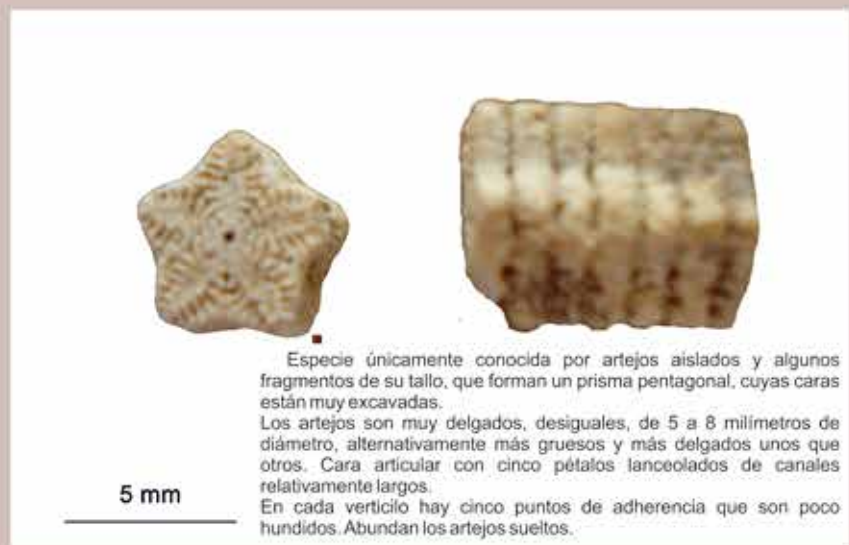 Especie únicamente conocida por artejos aislados y algunos
fragmentos de su tallo, que forman un prisma pentagonal, cuyas caras
están muy excavadas.
Los artejos son muy delgados, desiguales, de 5 a 8 milímetros de
diámetro, alternativamente más gruesos y más delgados unos que
otros. Cara articular con cinco pétalos lanceolados de canales
relativamente largos.
En cada verticilo hay cinco puntos de adherencia que son poco
hundidos. Abundan los artejos sueltos.
5 mm